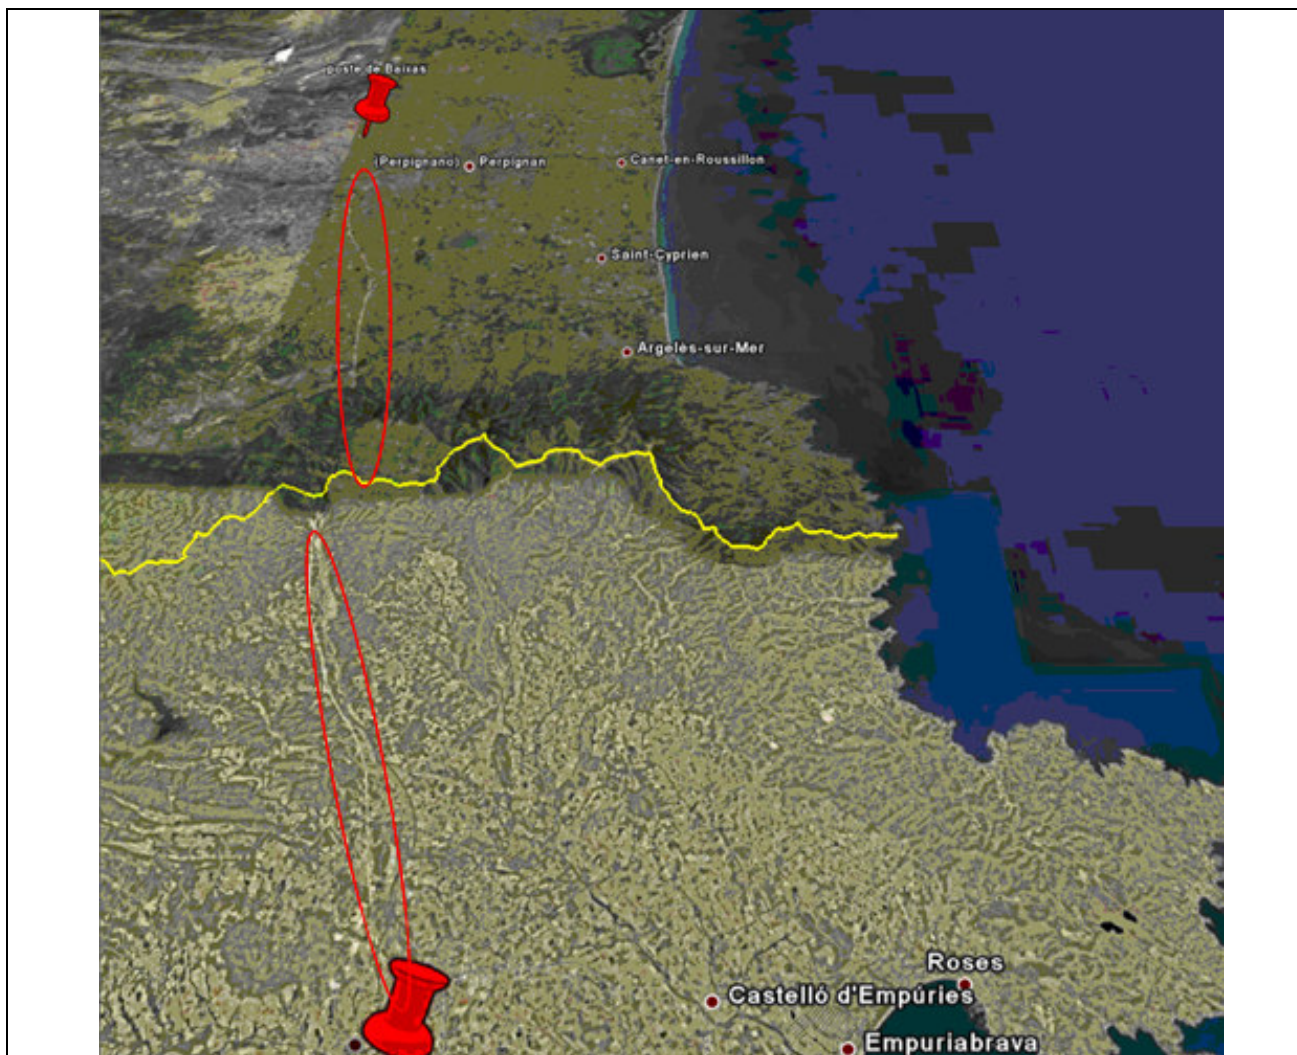 poste de Baixas
(Perpignano) Perpignan
Canet-en-Roussillon
Saint-Cyprien
Argelès-sur-Mer
Roses
Castelló d'Empúries
Empuriabrava